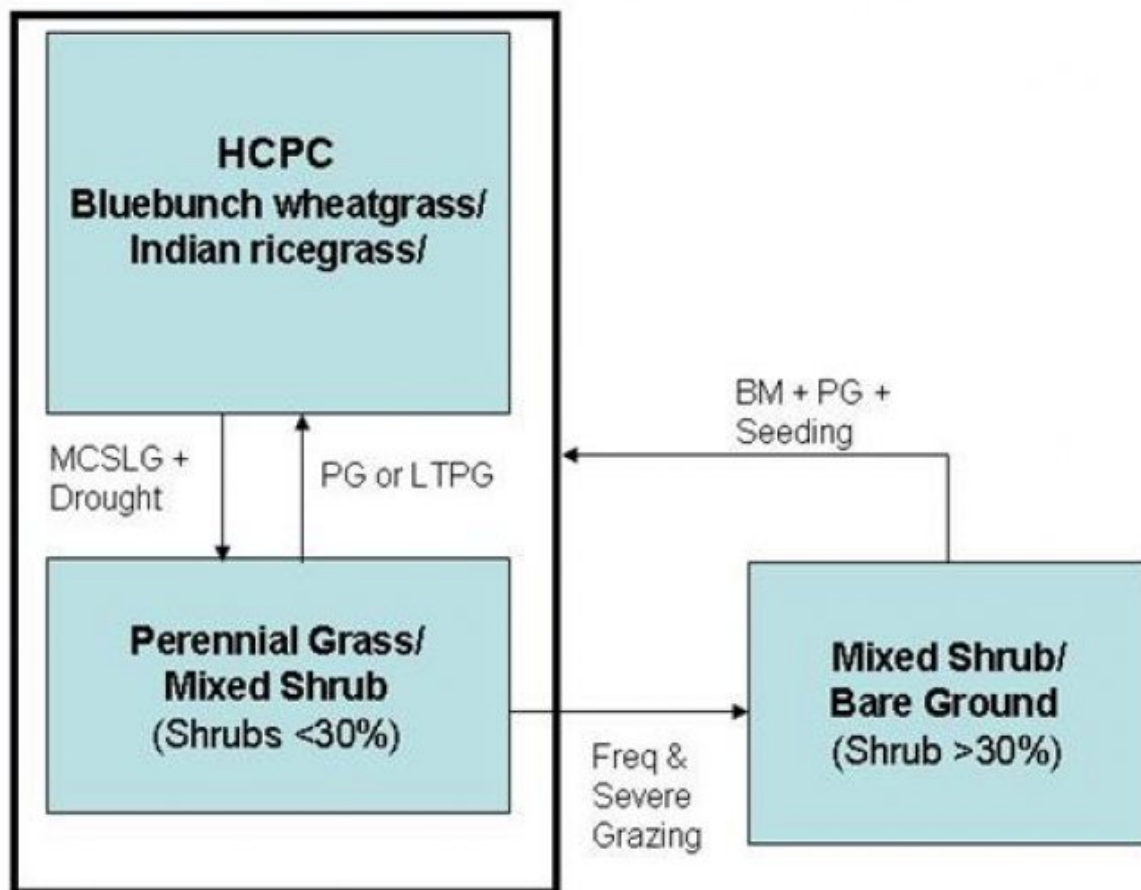 HCPC
Bluebunch wheatgrass/
Indian ricegrass/
MCSLG +
Drought
PG or LTPG
BM + PG +
Seeding
Perennial Grass/
Mixed Shrub
(Shrubs <30%)
Freq &
Severe
Grazing
Mixed Shrub/
Bare Ground
(Shrub >30%)